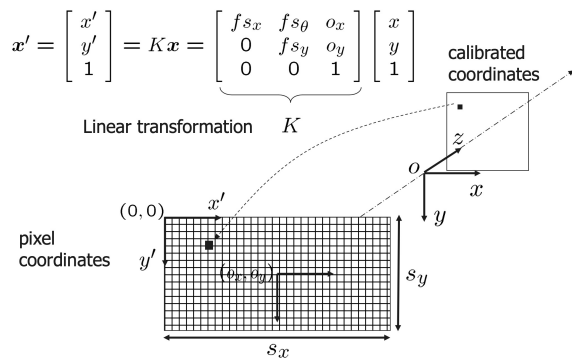 x' = [ x' y' 1 ] = Kx = [ fs_x fs_θ o_x 0 fs_y o_y 0 0 1 ] [ x y 1 ]
calibrated
coordinates
Linear transformation K
z
o
x
y
(0,0) x'
pixel
coordinates
y'
(o_x, o_y)
s_y
s_x